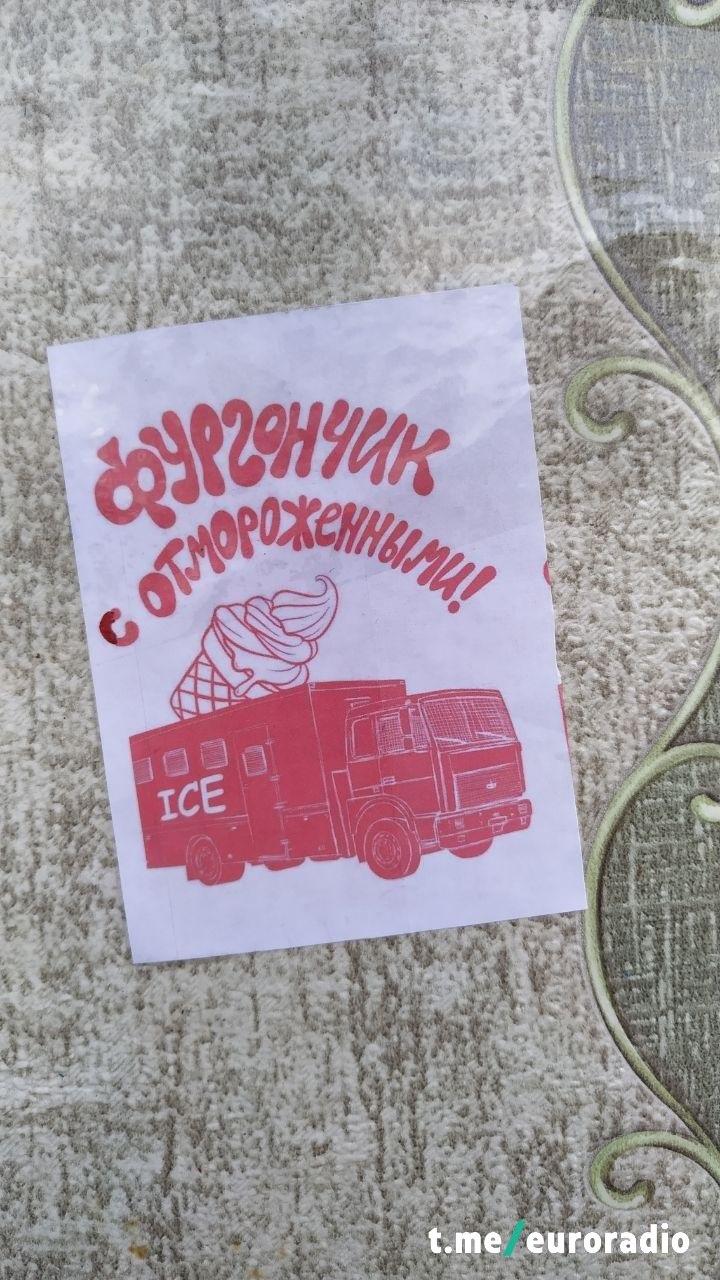 фургончик
с отмороженными!
ICE
t.me/euroradio